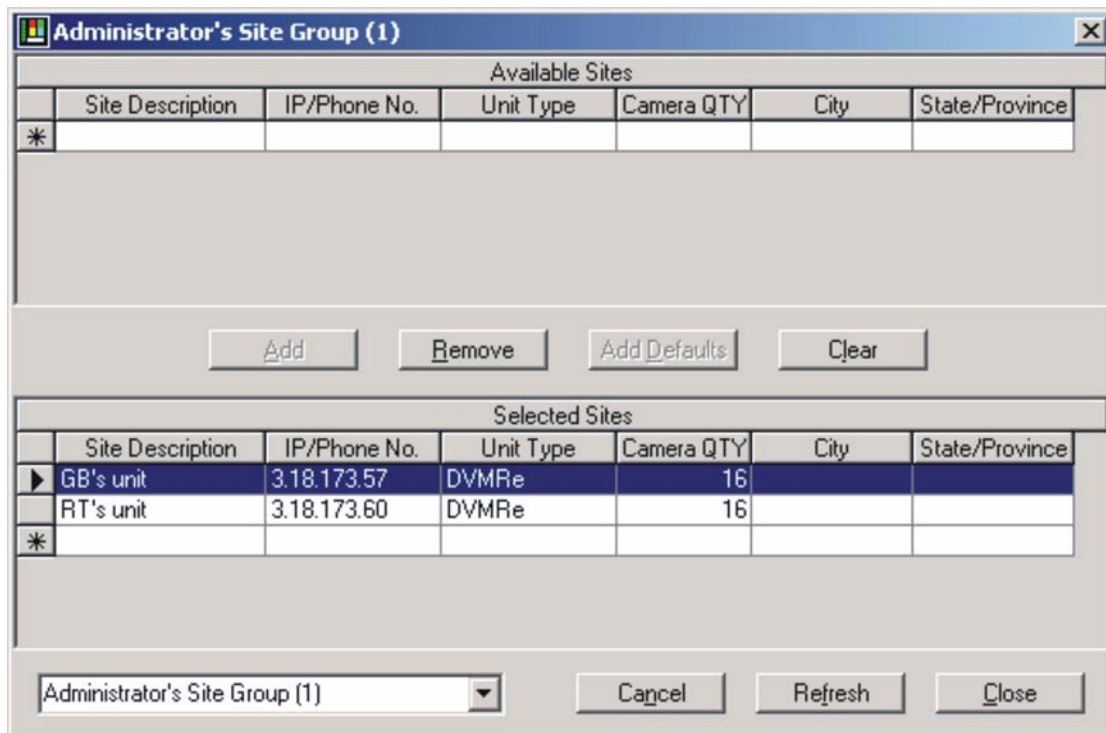 Administrator's Site Group (1)
Available Sites
Site Description IP/Phone No. Unit Type Camera QTY City State/Province
Add Remove Add Defaults Clear
Selected Sites
Site Description IP/Phone No. Unit Type Camera QTY City State/Province
GB's unit 3.18.173.57 DVMRe 16
RT's unit 3.18.173.60 DVMRe 16
Administrator's Site Group (1) Cancel Refresh Close